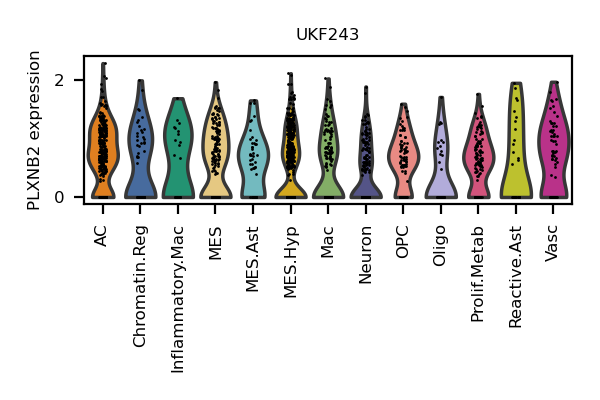 UKF243
PLXNB2 expression
2
0
AC
Chromatin.Reg
Inflammatory.Mac
MES
MES.Ast
MES.Hyp
Mac
Neuron
OPC
Oligo
Prolif.Metab
Reactive.Ast
Vasc